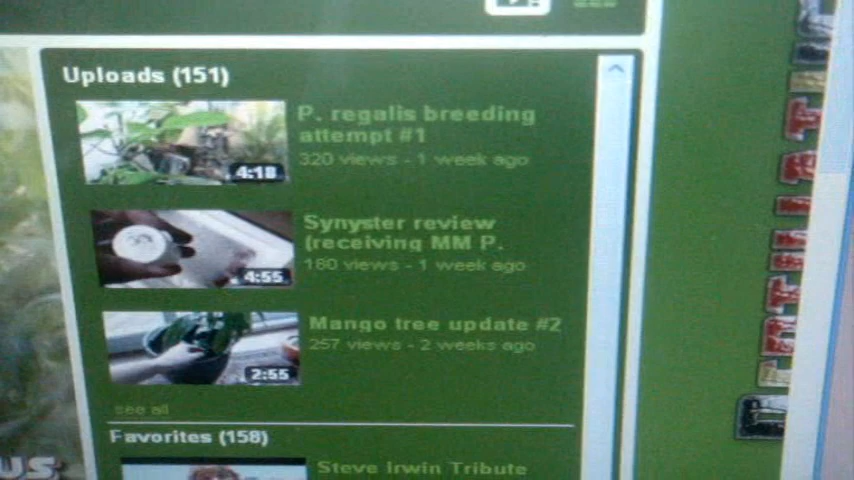 Uploads (151)
P. regalis breeding
attempt #1
320 views - 1 week ago
4:18
Synyster review
(receiving MM P.
180 views - 1 week ago
4:55
Mango tree update #2
257 views - 2 weeks ago
2:55
see all
Favorites (158)
Steve Irwin Tribute
US